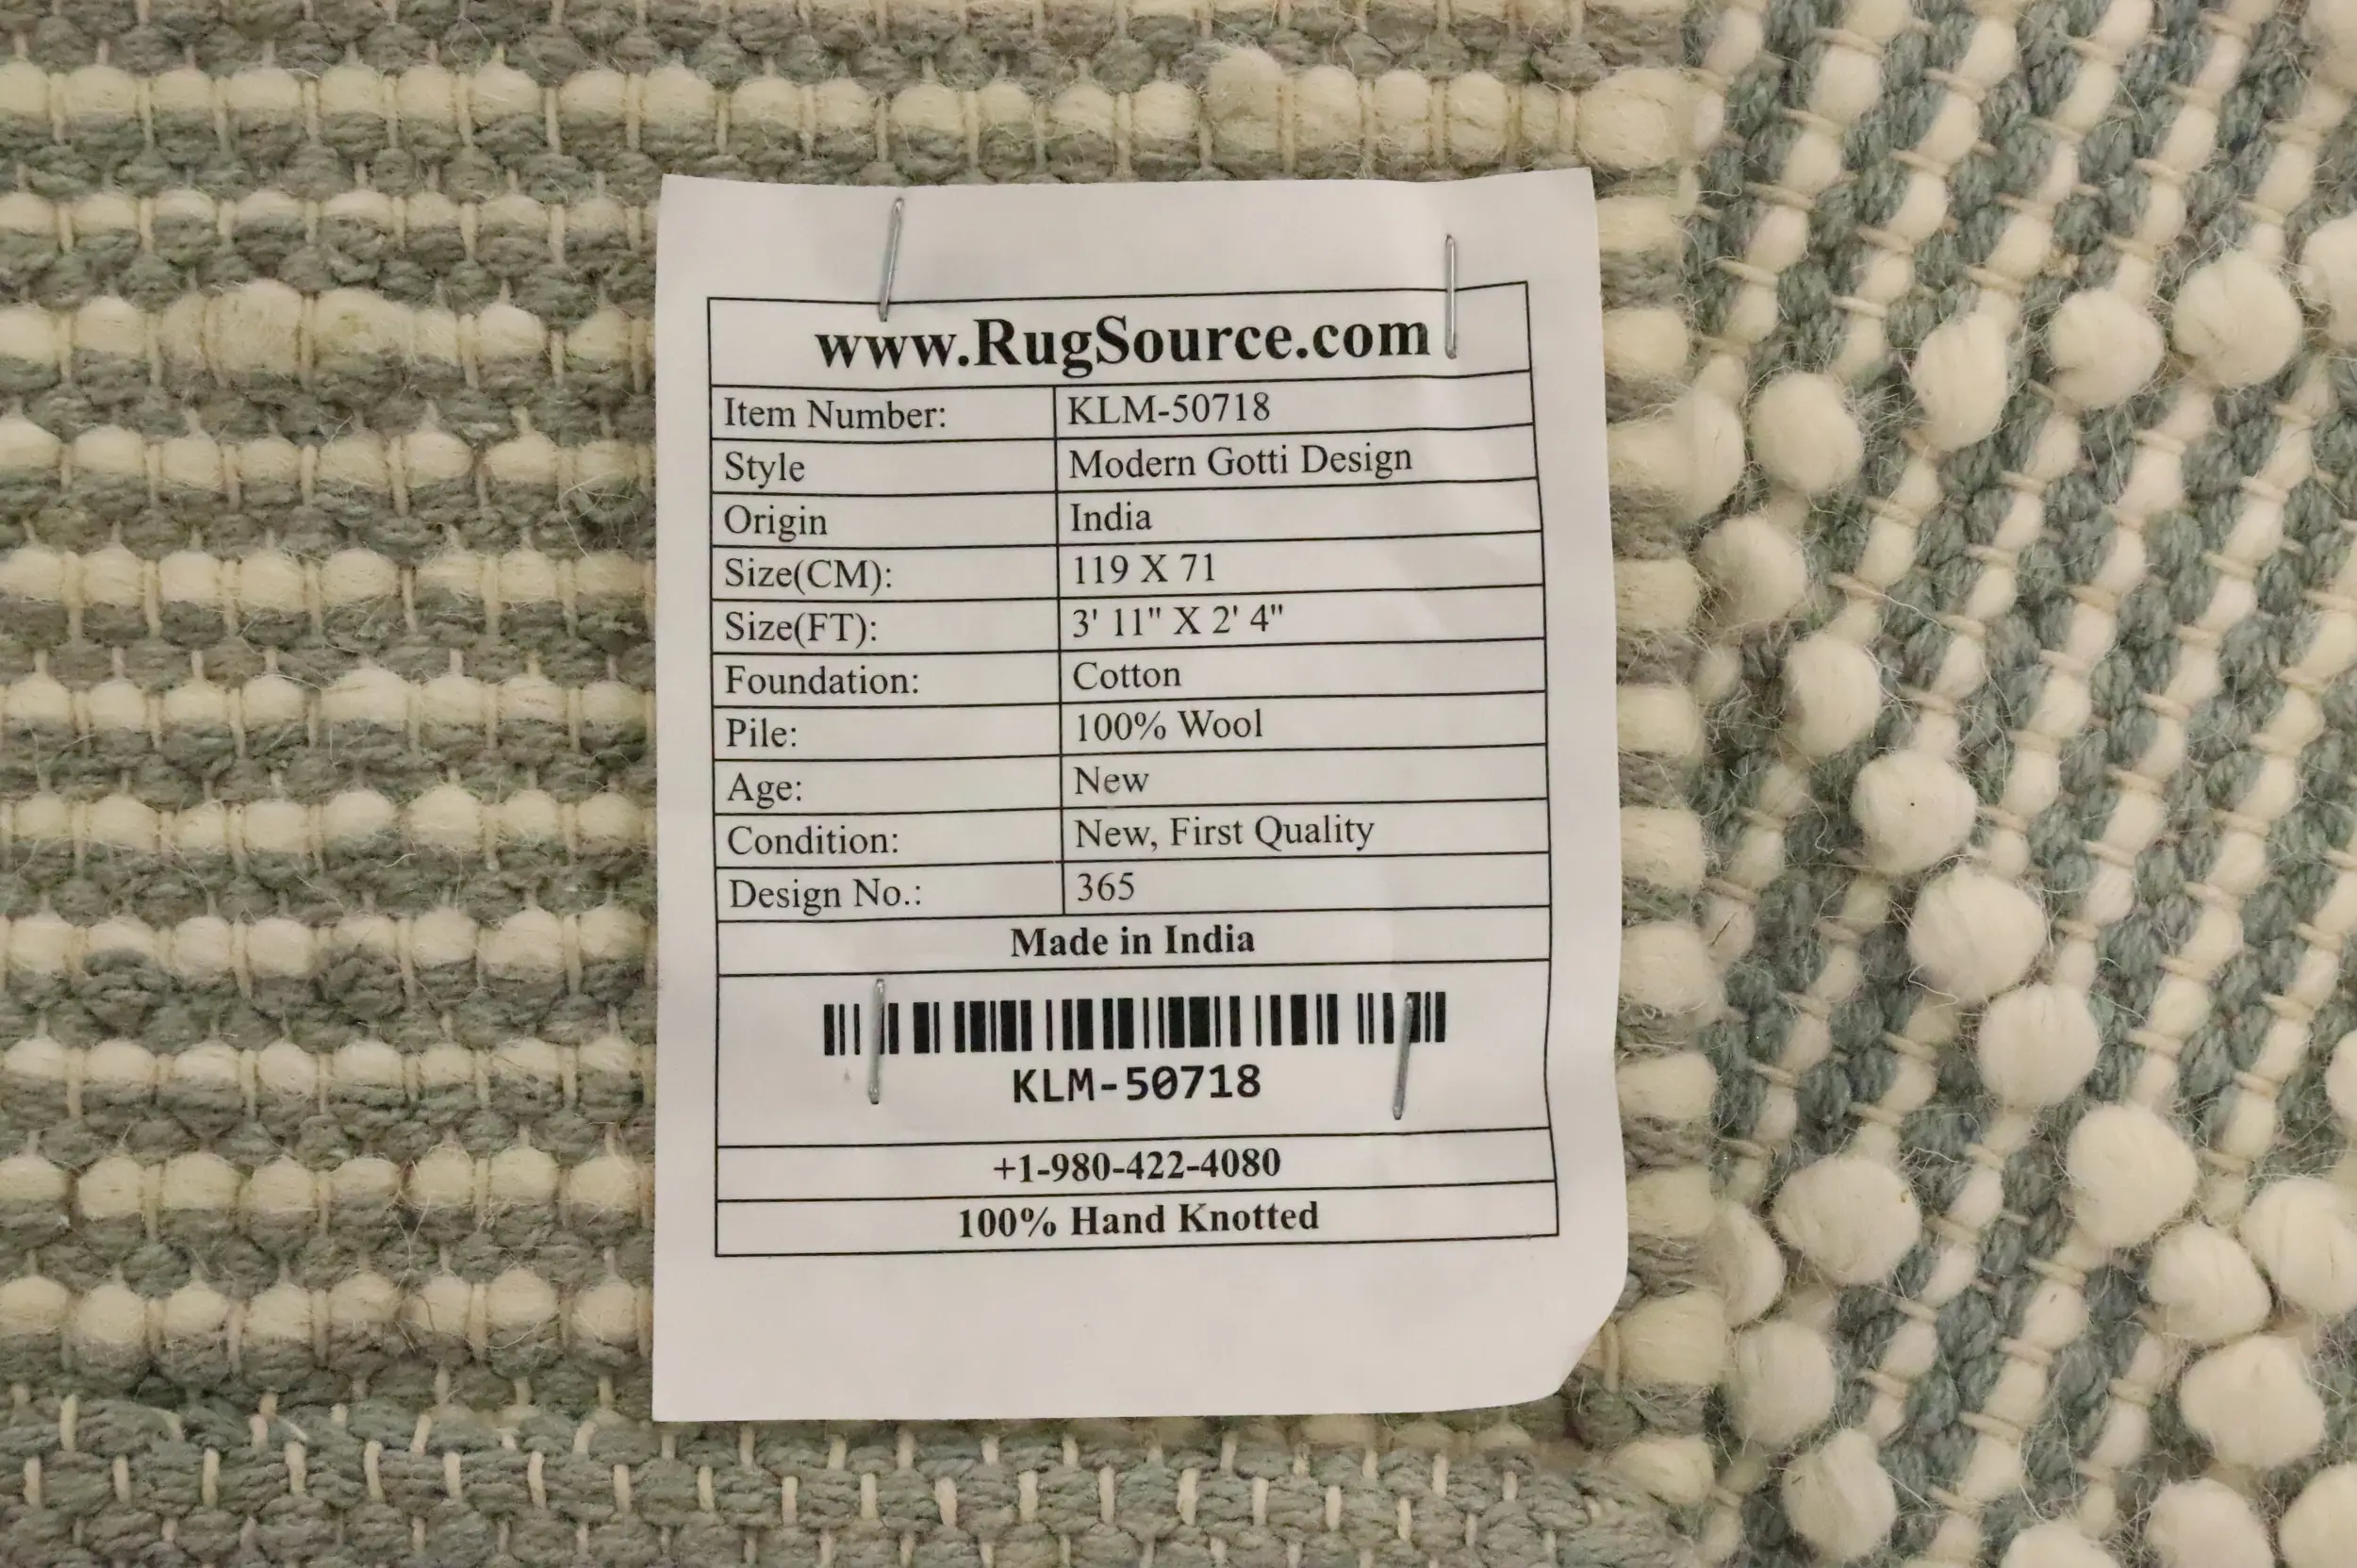 www.RugSource.com
Item Number: KLM-50718
Style Modern Gotti Design
Origin India
Size(CM): 119 X 71
Size(FT): 3' 11" X 2' 4"
Foundation: Cotton
Pile: 100% Wool
Age: New
Condition: New, First Quality
Design No.: 365
Made in India
KLM-50718
+1-980-422-4080
100% Hand Knotted